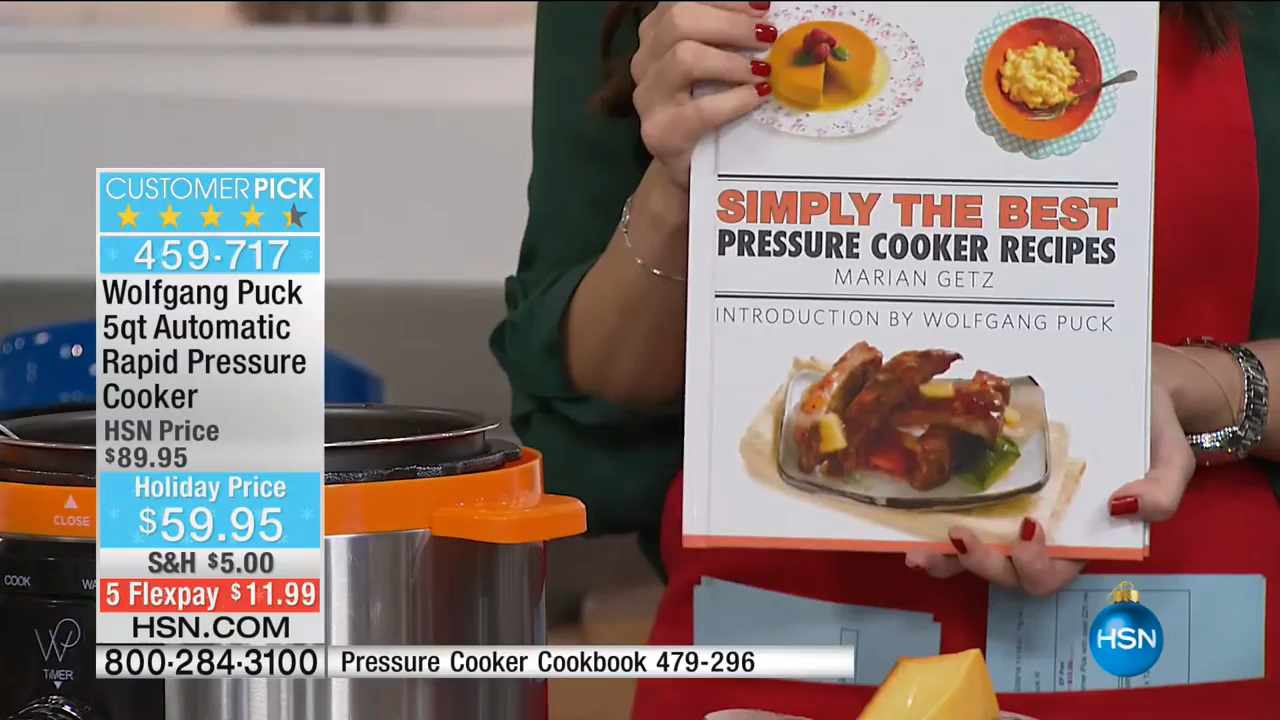 CUSTOMER PICK
459·717
Wolfgang Puck
5qt Automatic
Rapid Pressure
Cooker
HSN Price
$89.95
Holiday Price
$59.95
S&H $5.00
5 Flexpay $11.99
HSN.COM
800·284·3100
Pressure Cooker Cookbook 479-296
SIMPLY THE BEST
PRESSURE COOKER RECIPES
MARIAN GETZ
INTRODUCTION BY WOLFGANG PUCK
CLOSE
COOK
WA
WP
TIMER
HSN